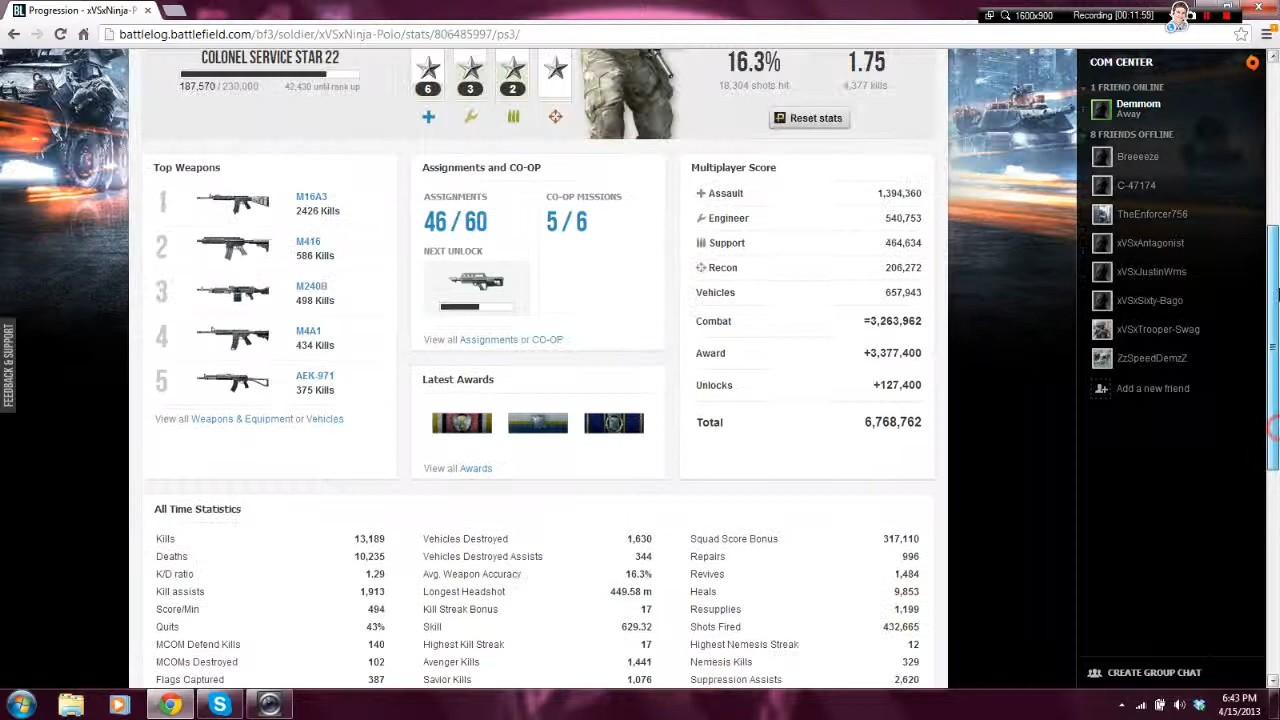 Progression - xVSxNinja-P
1600x900
Recording [00:11:59]
battlelog.battlefield.com/bf3/soldier/xVSxNinja-Polo/stats/806485997/ps3/
COLONEL SERVICE STAR 22
187,570 / 230,000 42,430 until rank up
6 3 2
16.3%
18,304 shots hit
1.75
4,377 kills
Reset stats
Top Weapons
1 M16A3
2426 Kills
2 M416
586 Kills
3 M240B
498 Kills
4 M4A1
434 Kills
5 AEK-971
375 Kills
View all Weapons & Equipment or Vehicles
Assignments and CO-OP
ASSIGNMENTS CO-OP MISSIONS
46 / 60 5 / 6
NEXT UNLOCK
View all Assignments or CO-OP
Latest Awards
View all Awards
Multiplayer Score
Assault 1,394,360
Engineer 540,753
Support 464,634
Recon 206,272
Vehicles 657,943
Combat =3,263,962
Award +3,377,400
Unlocks +127,400
Total 6,768,762
All Time Statistics
Kills 13,189
Deaths 10,235
K/D ratio 1.29
Kill assists 1,913
Score/Min 494
Quits 43%
MCOM Defend Kills 140
MCOMs Destroyed 102
Flags Captured 387
Vehicles Destroyed 1,630
Vehicles Destroyed Assists 344
Avg. Weapon Accuracy 16.3%
Longest Headshot 449.58 m
Kill Streak Bonus 17
Skill 629.32
Highest Kill Streak 17
Avenger Kills 1,441
Savior Kills 1,076
Squad Score Bonus 317,110
Repairs 996
Revives 1,484
Heals 9,853
Resupplies 1,199
Shots Fired 432,665
Highest Nemesis Streak 12
Nemesis Kills 329
Suppression Assists 2,620
FEEDBACK & SUPPORT
COM CENTER
1 FRIEND ONLINE
Demmom
Away
8 FRIENDS OFFLINE
Breeeeze
C-47174
TheEnforcer756
xVSxAntagonist
xVSxJustinWms
xVSxSixty-Bago
xVSxTrooper-Swag
ZzSpeedDemzZ
Add a new friend
CREATE GROUP CHAT
6:43 PM
4/15/2013